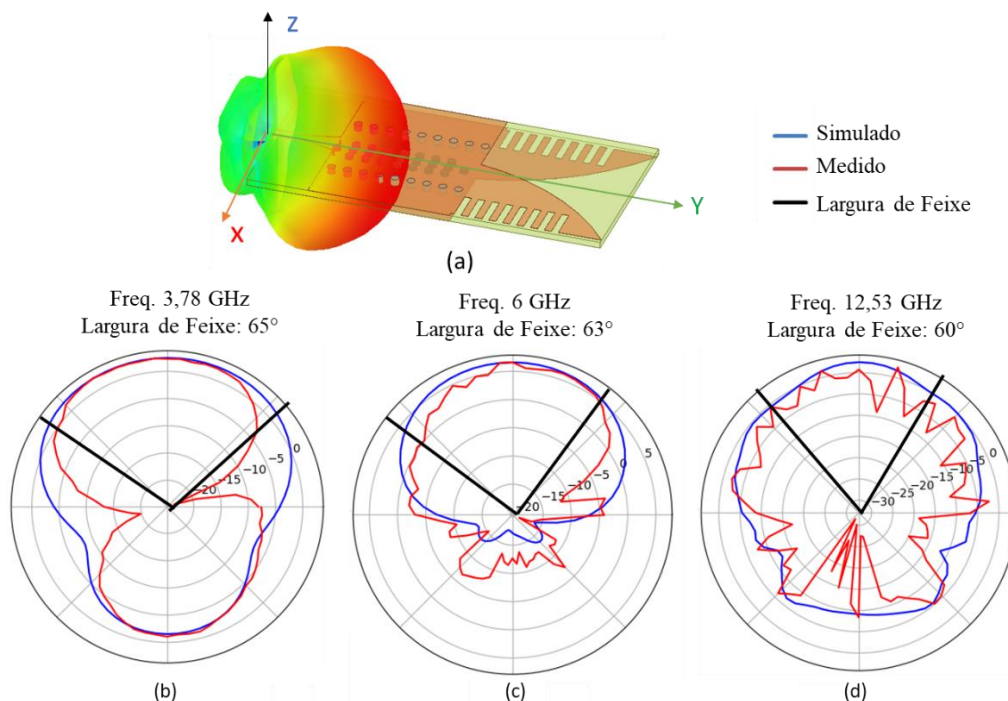 Z
X
Y
(a)
Simulado
Medido
Largura de Feixe
Freq. 3,78 GHz
Largura de Feixe: 65°
0
−5
−10
−15
−20
(b)
Freq. 6 GHz
Largura de Feixe: 63°
5
0
−5
−10
−15
−20
(c)
Freq. 12,53 GHz
Largura de Feixe: 60°
0
−5
−10
−15
−20
−25
−30
(d)